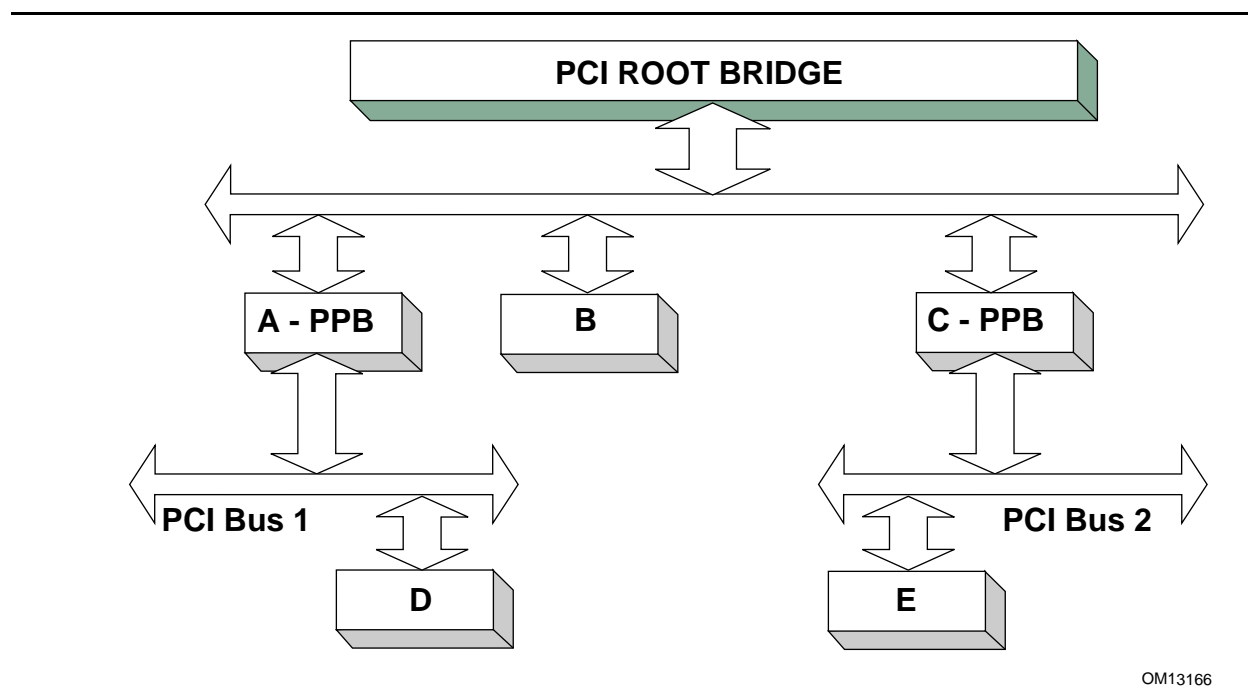 PCI ROOT BRIDGE
A - PPB
B
C - PPB
PCI Bus 1
PCI Bus 2
D
E
OM13166